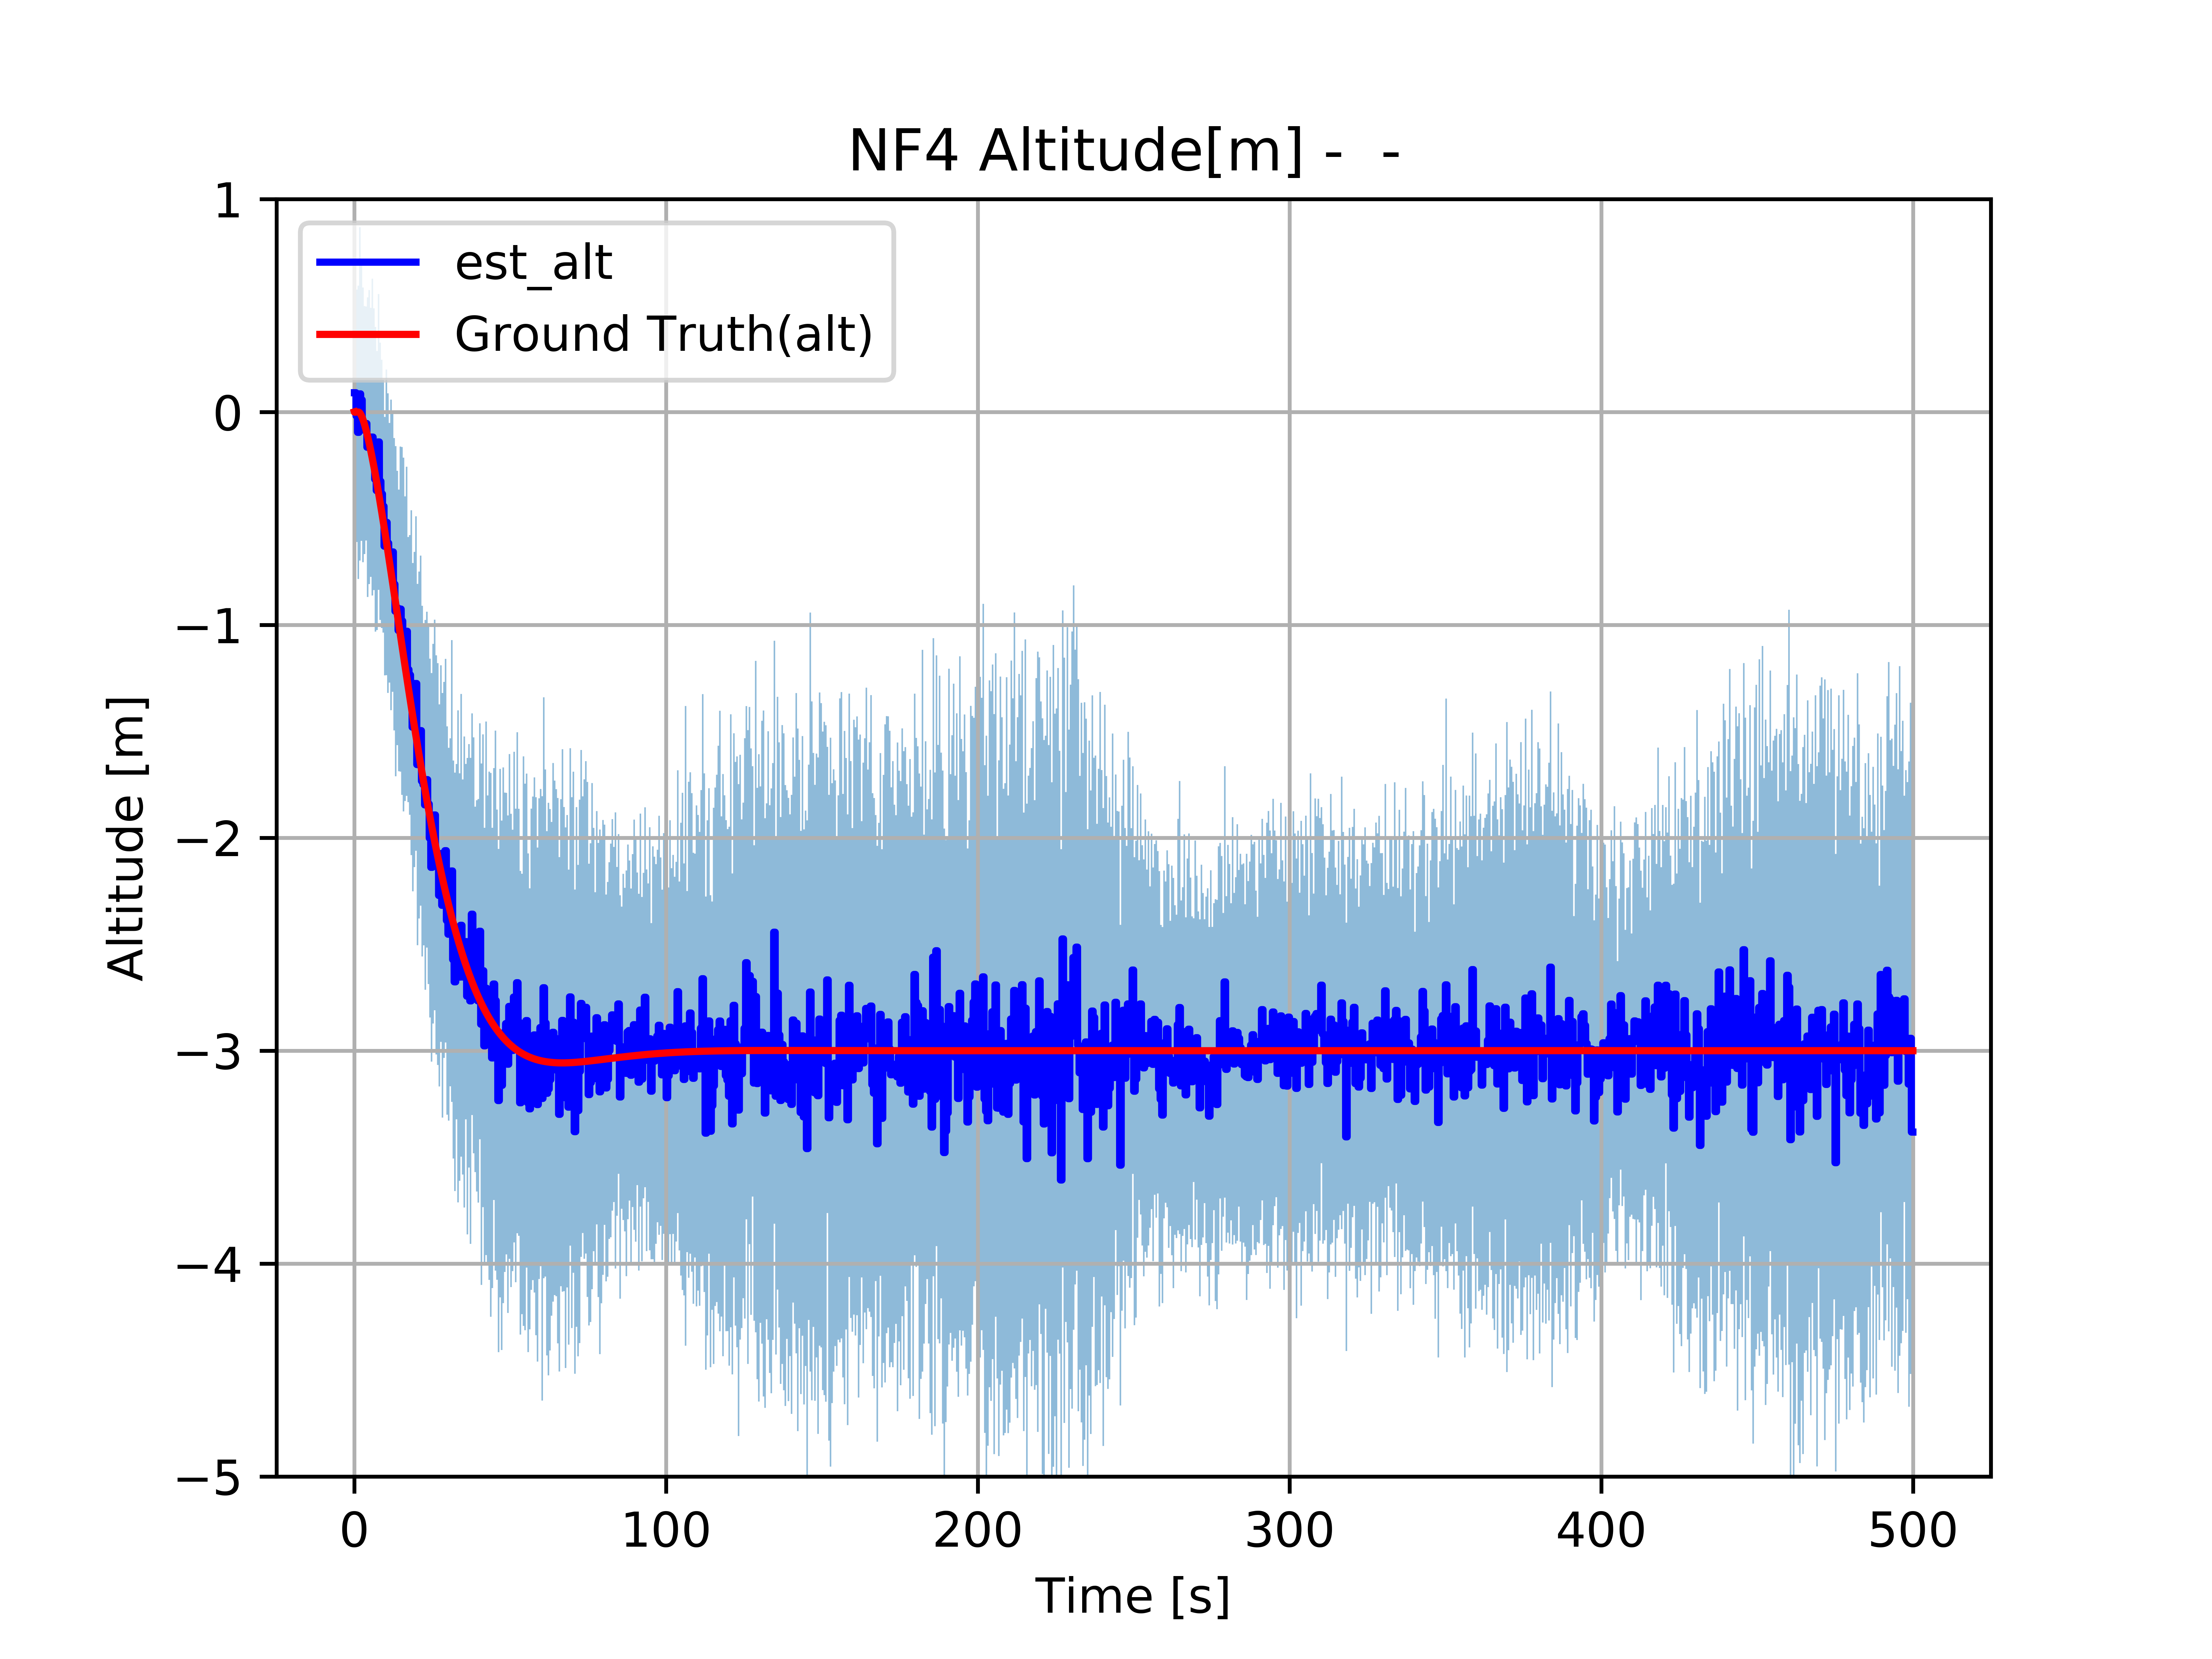 NF4 Altitude[m] -  -
est_alt
Ground Truth(alt)
1
0
−1
−2
−3
−4
−5
Altitude [m]
0 100 200 300 400 500
Time [s]